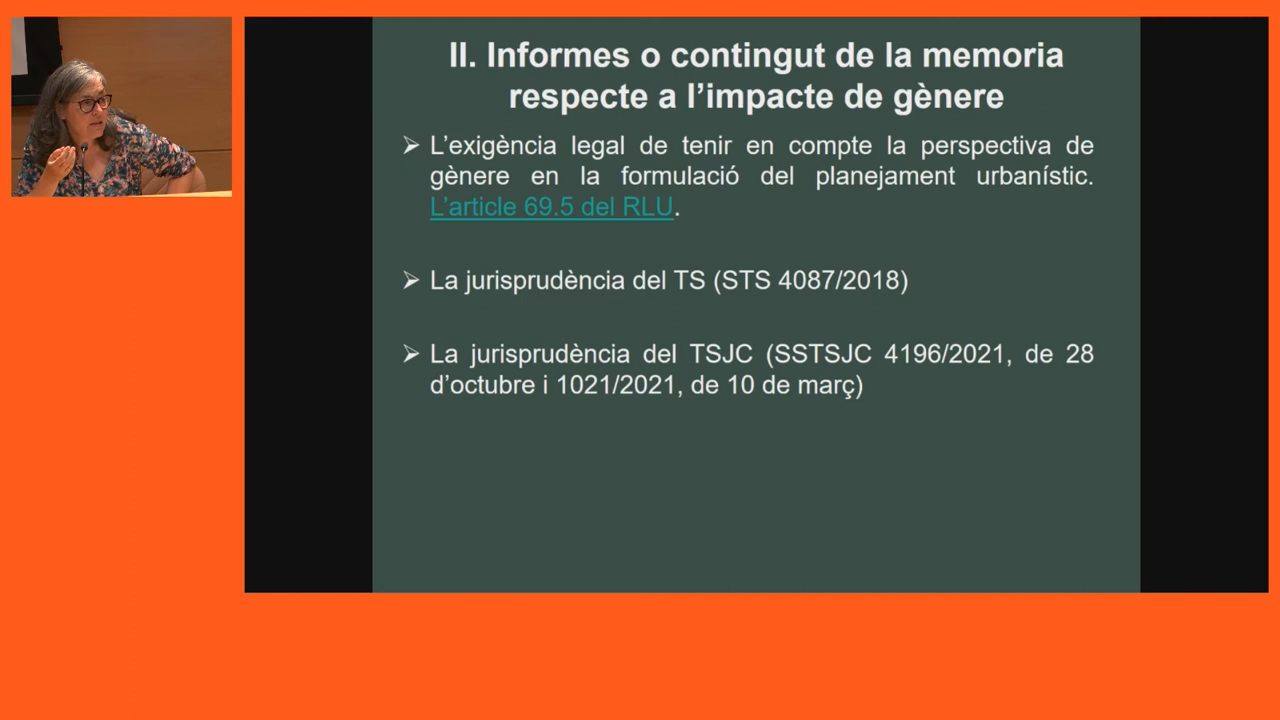 II. Informes o contingut de la memoria
respecte a l’impacte de gènere
➢ L’exigència legal de tenir en compte la perspectiva de
gènere en la formulació del planejament urbanístic.
L’article 69.5 del RLU.
➢ La jurisprudència del TS (STS 4087/2018)
➢ La jurisprudència del TSJC (SSTSJC 4196/2021, de 28
d’octubre i 1021/2021, de 10 de març)